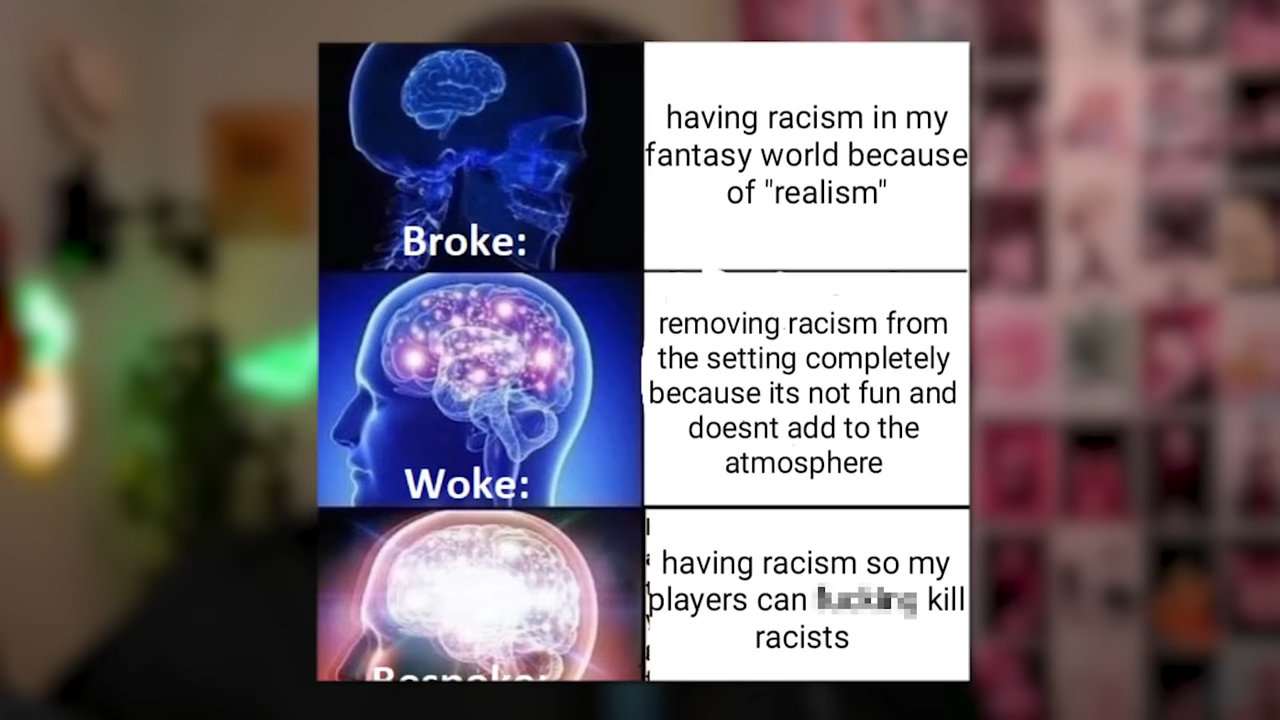 having racism in my
fantasy world because
of "realism"
Broke:
removing racism from
the setting completely
because its not fun and
doesnt add to the
atmosphere
Woke:
having racism so my
players can kill
racists